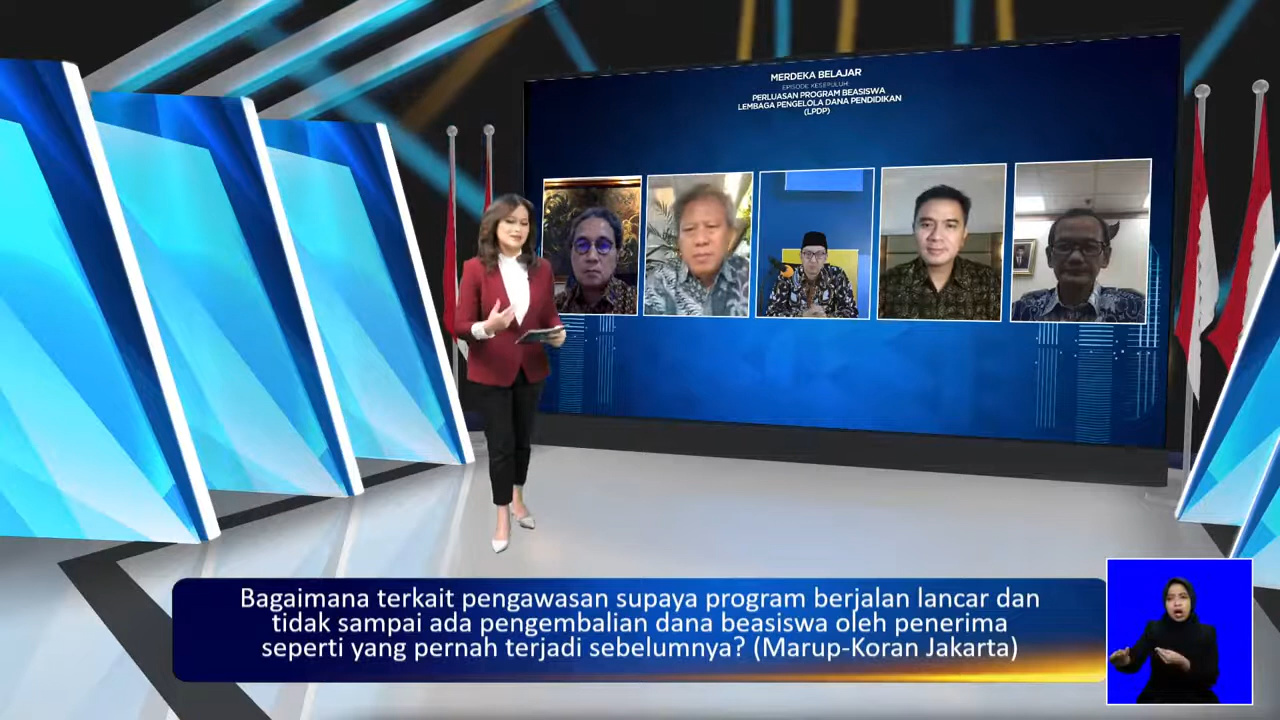 MERDEKA BELAJAR
EPISODE KESEPULUH:
PERLUASAN PROGRAM BEASISWA
LEMBAGA PENGELOLA DANA PENDIDIKAN
(LPDP)
Bagaimana terkait pengawasan supaya program berjalan lancar dan
tidak sampai ada pengembalian dana beasiswa oleh penerima
seperti yang pernah terjadi sebelumnya? (Marup-Koran Jakarta)